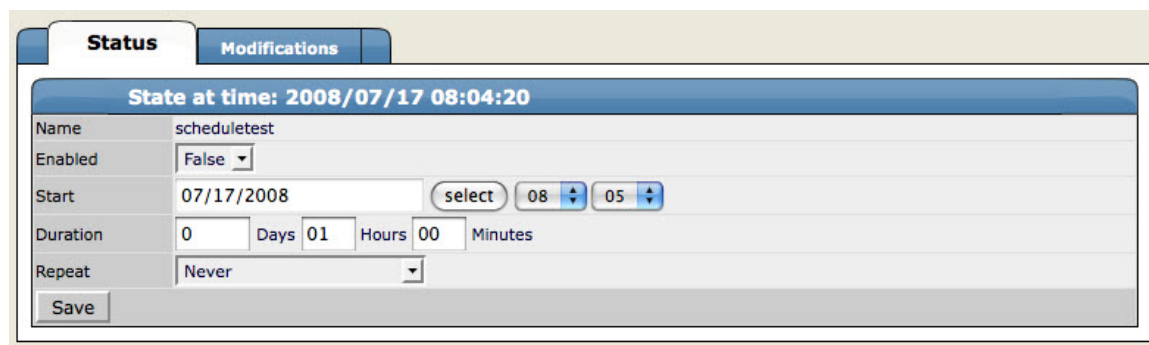 Status Modifications
State at time: 2008/07/17 08:04:20
Name scheduletest
Enabled False
Start 07/17/2008 select 08 05
Duration 0 Days 01 Hours 00 Minutes
Repeat Never
Save